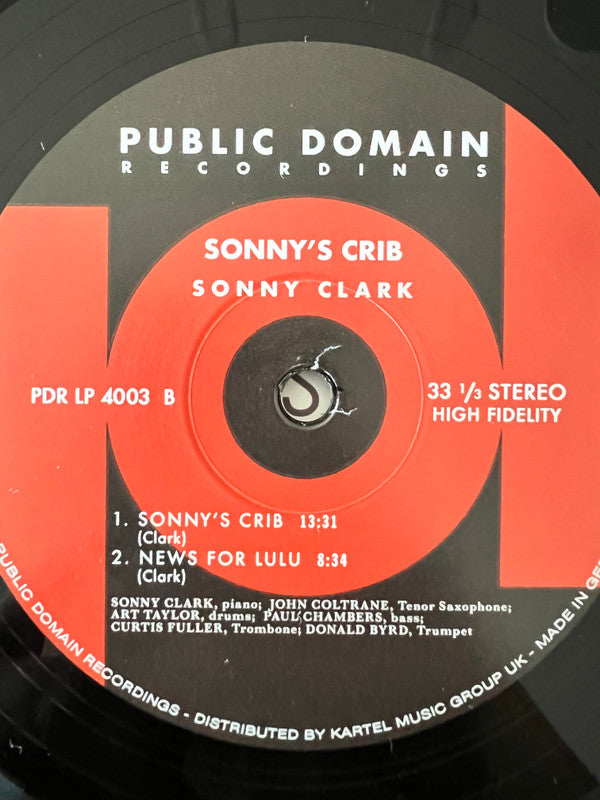 PUBLIC DOMAIN
RECORDINGS
SONNY'S CRIB
SONNY CLARK
PDR LP 4003 B
33 1/3 STEREO
HIGH FIDELITY
1. SONNY'S CRIB 13:31
(Clark)
2. NEWS FOR LULU 8:34
(Clark)
SONNY CLARK, piano; JOHN COLTRANE, Tenor Saxophone;
ART TAYLOR, drums; PAUL CHAMBERS, bass;
CURTIS FULLER, Trombone; DONALD BYRD, Trumpet
PUBLIC DOMAIN RECORDINGS - DISTRIBUTED BY KARTEL MUSIC GROUP UK - MADE IN GE